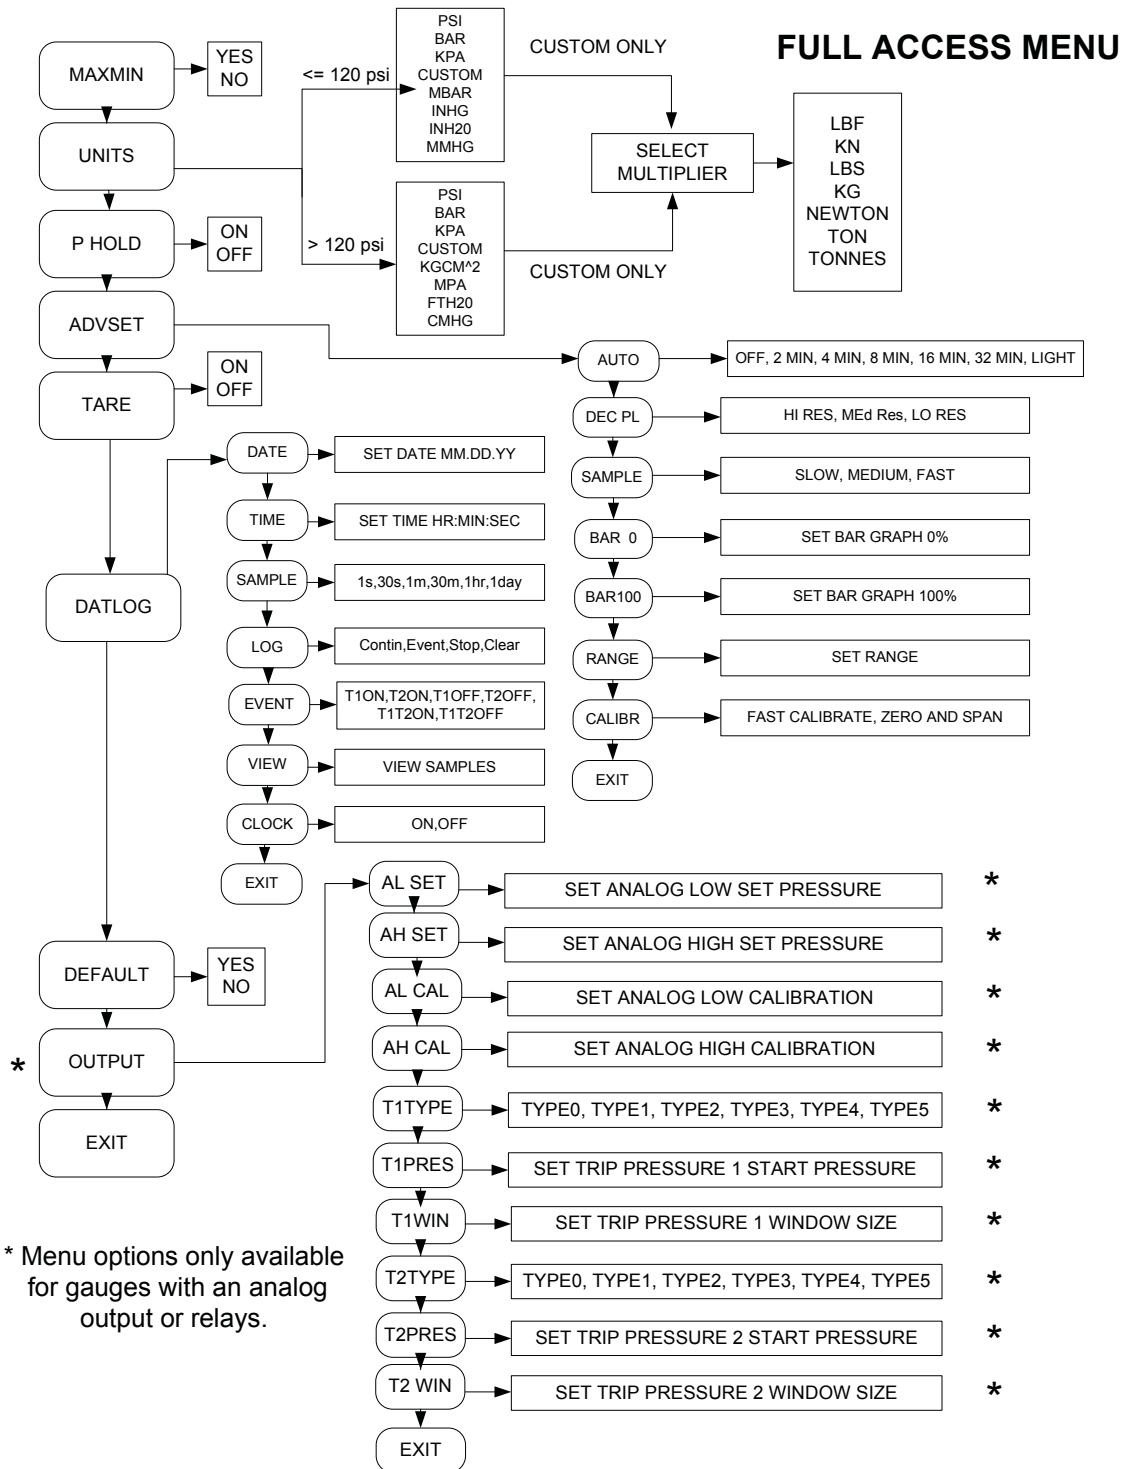 FULL ACCESS MENU
MAXMIN
YES
NO
UNITS
<= 120 psi
PSI
BAR
KPA
CUSTOM
MBAR
INHG
INH20
MMHG
CUSTOM ONLY
> 120 psi
PSI
BAR
KPA
CUSTOM
KGCM^2
MPA
FTH20
CMHG
CUSTOM ONLY
SELECT
MULTIPLIER
LBF
KN
LBS
KG
NEWTON
TON
TONNES
P HOLD
ON
OFF
ADVSET
AUTO
OFF, 2 MIN, 4 MIN, 8 MIN, 16 MIN, 32 MIN, LIGHT
DEC PL
HI RES, MEd Res, LO RES
SAMPLE
SLOW, MEDIUM, FAST
BAR 0
SET BAR GRAPH 0%
BAR100
SET BAR GRAPH 100%
RANGE
SET RANGE
CALIBR
FAST CALIBRATE, ZERO AND SPAN
EXIT
TARE
ON
OFF
DATLOG
DATE
SET DATE MM.DD.YY
TIME
SET TIME HR:MIN:SEC
SAMPLE
1s,30s,1m,30m,1hr,1day
LOG
Contin,Event,Stop,Clear
EVENT
T1ON,T2ON,T1OFF,T2OFF,
T1T2ON,T1T2OFF
VIEW
VIEW SAMPLES
CLOCK
ON,OFF
EXIT
DEFAULT
YES
NO
* OUTPUT
AL SET
SET ANALOG LOW SET PRESSURE *
AH SET
SET ANALOG HIGH SET PRESSURE *
AL CAL
SET ANALOG LOW CALIBRATION *
AH CAL
SET ANALOG HIGH CALIBRATION *
T1TYPE
TYPE0, TYPE1, TYPE2, TYPE3, TYPE4, TYPE5 *
T1PRES
SET TRIP PRESSURE 1 START PRESSURE *
T1WIN
SET TRIP PRESSURE 1 WINDOW SIZE *
T2TYPE
TYPE0, TYPE1, TYPE2, TYPE3, TYPE4, TYPE5 *
T2PRES
SET TRIP PRESSURE 2 START PRESSURE *
T2 WIN
SET TRIP PRESSURE 2 WINDOW SIZE *
EXIT
EXIT
* Menu options only available
for gauges with an analog
output or relays.